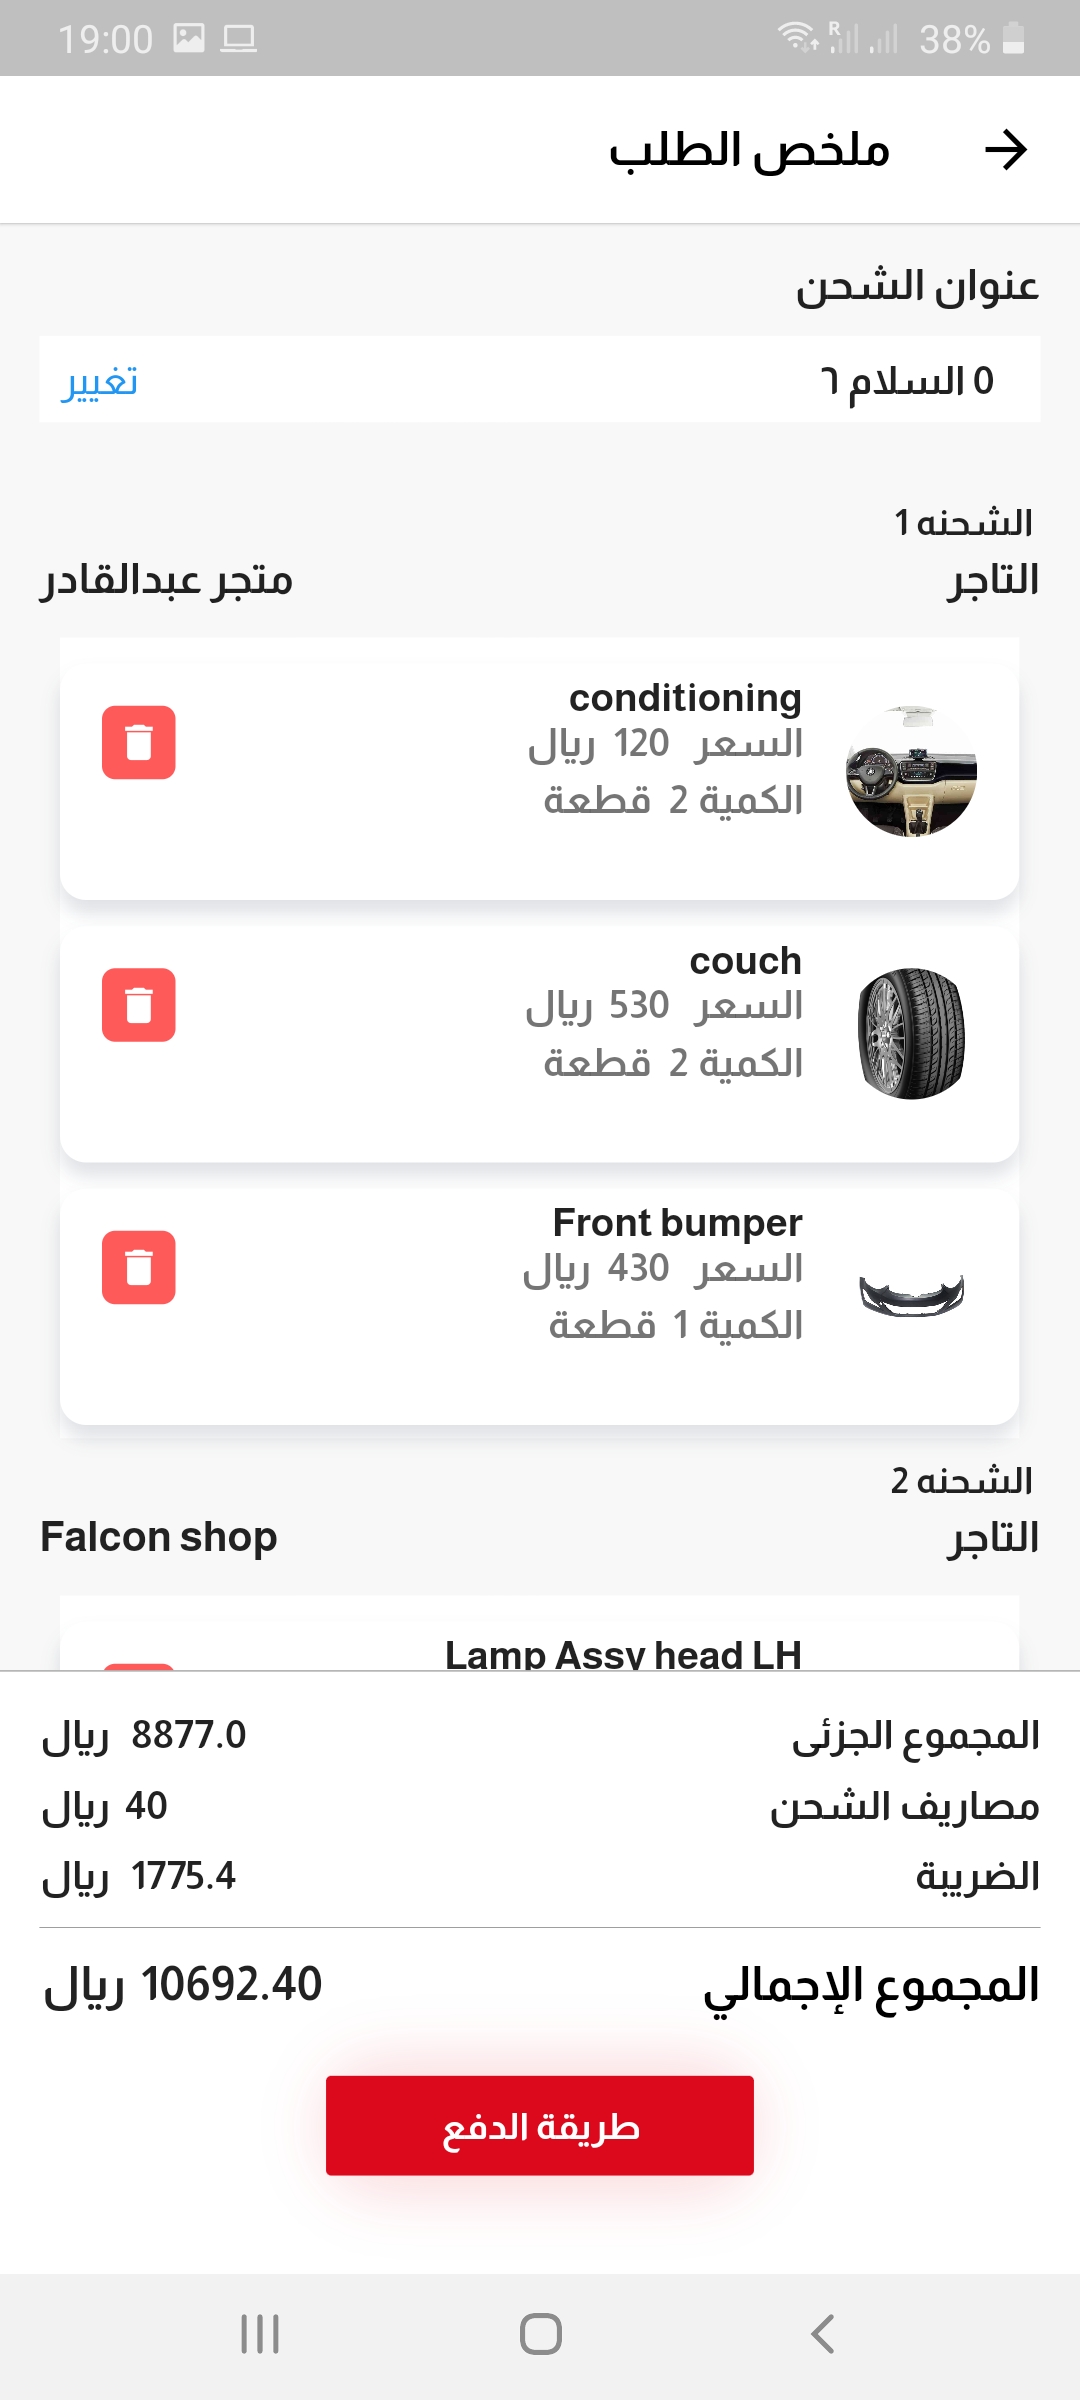 19:00
R 38%
ملخص الطلب
عنوان الشحن
0 السلام ٦
تغيير
الشحنه 1
التاجر
متجر عبدالقادر
conditioning
السعر 120 ريال
الكمية 2 قطعة
couch
السعر 530 ريال
الكمية 2 قطعة
Front bumper
السعر 430 ريال
الكمية 1 قطعة
الشحنه 2
التاجر
Falcon shop
Lamp Assy head LH
المجموع الجزئى
8877.0 ريال
مصاريف الشحن
40 ريال
الضريبة
1775.4 ريال
المجموع الإجمالي
10692.40 ريال
طريقة الدفع